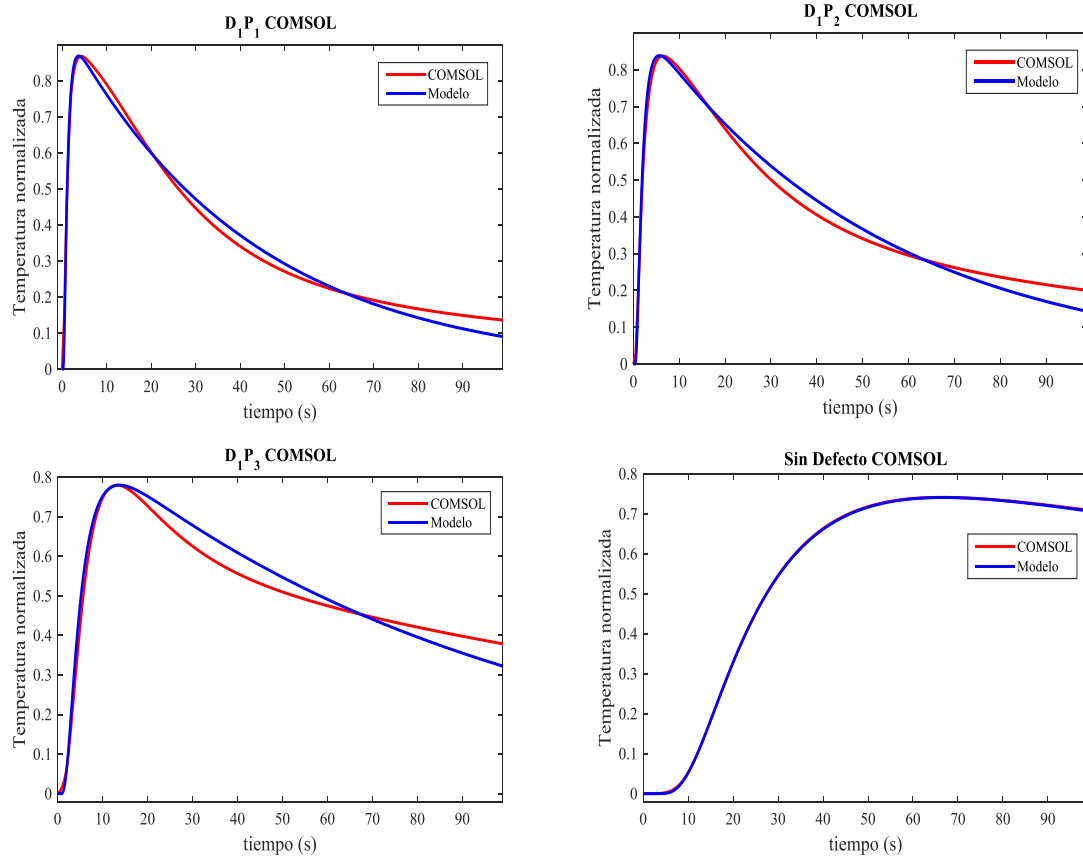 D1P1 COMSOL
Temperatura normalizada
0.8
0.7
0.6
0.5
0.4
0.3
0.2
0.1
0
COMSOL
Modelo
0 10 20 30 40 50 60 70 80 90
tiempo (s)
D1P2 COMSOL
Temperatura normalizada
0.8
0.7
0.6
0.5
0.4
0.3
0.2
0.1
0
COMSOL
Modelo
0 10 20 30 40 50 60 70 80 90
tiempo (s)
D1P3 COMSOL
Temperatura normalizada
0.8
0.7
0.6
0.5
0.4
0.3
0.2
0.1
0
COMSOL
Modelo
0 10 20 30 40 50 60 70 80 90
tiempo (s)
Sin Defecto COMSOL
Temperatura normalizada
0.8
0.7
0.6
0.5
0.4
0.3
0.2
0.1
0
COMSOL
Modelo
0 10 20 30 40 50 60 70 80 90
tiempo (s)